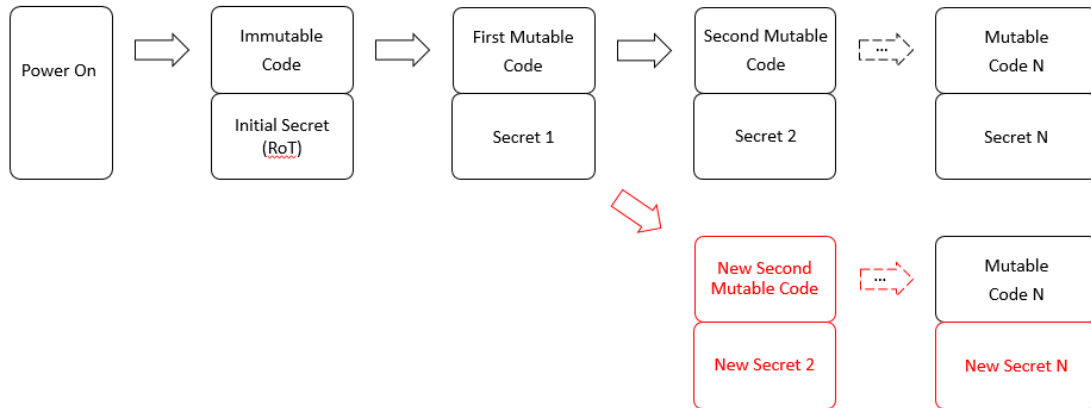 Power On
Immutable
Code
Initial Secret
(RoT)
First Mutable
Code
Secret 1
Second Mutable
Code
Secret 2
...
Mutable
Code N
Secret N
New Second
Mutable Code
New Secret 2
...
Mutable
Code N
New Secret N